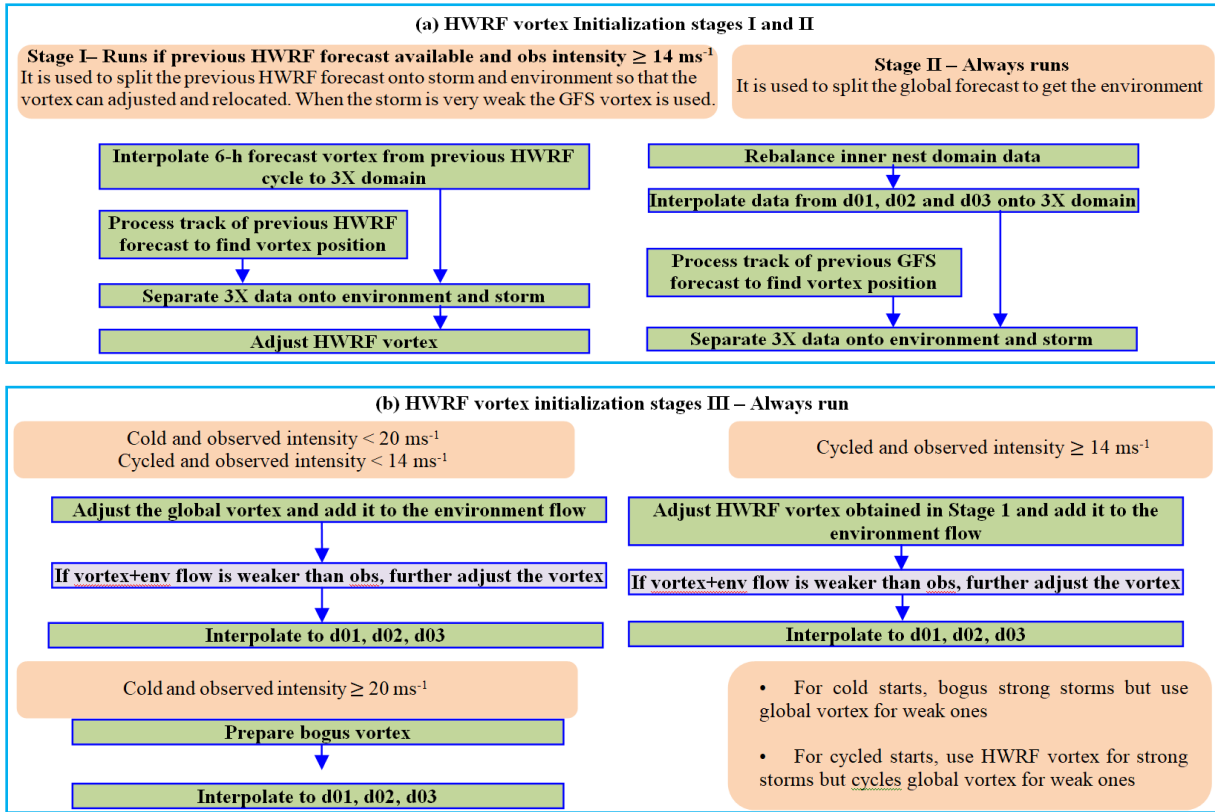 (a) HWRF vortex Initialization stages I and II
Stage I– Runs if previous HWRF forecast available and obs intensity ≥ 14 ms⁻¹
It is used to split the previous HWRF forecast onto storm and environment so that the
vortex can adjusted and relocated. When the storm is very weak the GFS vortex is used.
Stage II – Always runs
It is used to split the global forecast to get the environment
Interpolate 6-h forecast vortex from previous HWRF
cycle to 3X domain
Process track of previous HWRF
forecast to find vortex position
Separate 3X data onto environment and storm
Adjust HWRF vortex
Rebalance inner nest domain data
Interpolate data from d01, d02 and d03 onto 3X domain
Process track of previous GFS
forecast to find vortex position
Separate 3X data onto environment and storm
(b) HWRF vortex initialization stages III – Always run
Cold and observed intensity < 20 ms⁻¹
Cycled and observed intensity < 14 ms⁻¹
Adjust the global vortex and add it to the environment flow
If vortex+env flow is weaker than obs, further adjust the vortex
Interpolate to d01, d02, d03
Cold and observed intensity ≥ 20 ms⁻¹
Prepare bogus vortex
Interpolate to d01, d02, d03
Cycled and observed intensity ≥ 14 ms⁻¹
Adjust HWRF vortex obtained in Stage 1 and add it to the
environment flow
If vortex+env flow is weaker than obs, further adjust the vortex
Interpolate to d01, d02, d03
• For cold starts, bogus strong storms but use
global vortex for weak ones
• For cycled starts, use HWRF vortex for strong
storms but cycles global vortex for weak ones